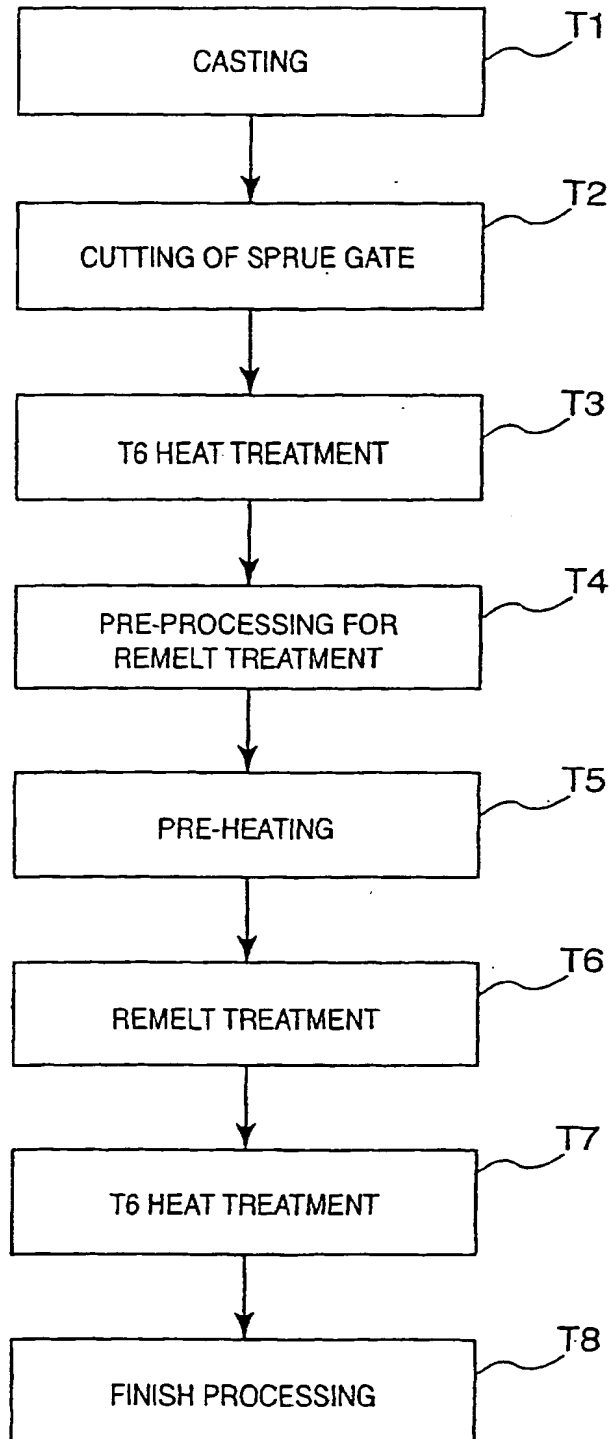 CASTING
T1
CUTTING OF SPRUE GATE
T2
T6 HEAT TREATMENT
T3
PRE-PROCESSING FOR
REMELT TREATMENT
T4
PRE-HEATING
T5
REMELT TREATMENT
T6
T6 HEAT TREATMENT
T7
FINISH PROCESSING
T8